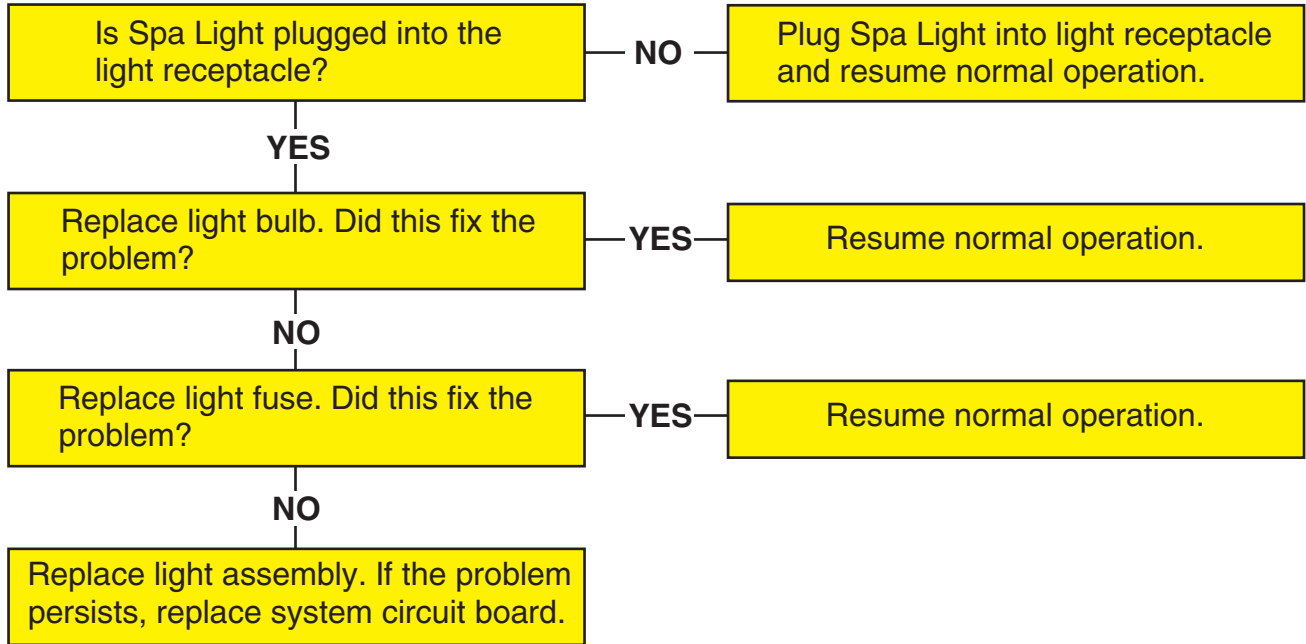 Is Spa Light plugged into the
light receptacle?
NO
Plug Spa Light into light receptacle
and resume normal operation.
YES
Replace light bulb. Did this fix the
problem?
YES
Resume normal operation.
NO
Replace light fuse. Did this fix the
problem?
YES
Resume normal operation.
NO
Replace light assembly. If the problem
persists, replace system circuit board.